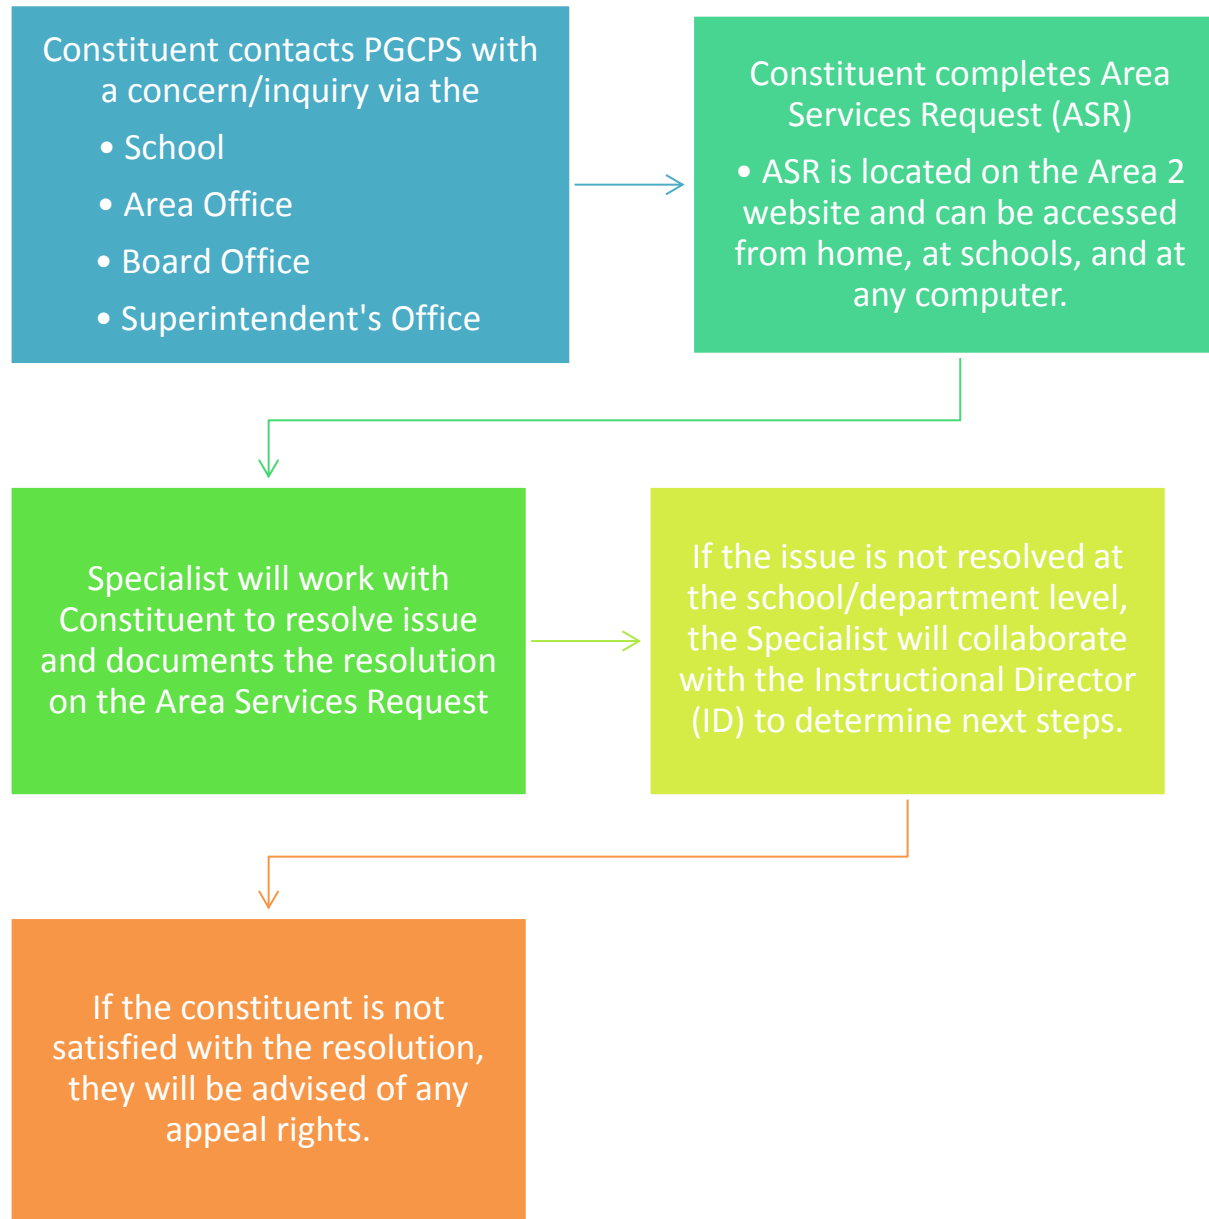 Constituent contacts PGCPS with
a concern/inquiry via the
• School
• Area Office
• Board Office
• Superintendent's Office
Constituent completes Area
Services Request (ASR)
• ASR is located on the Area 2
website and can be accessed
from home, at schools, and at
any computer.
Specialist will work with
Constituent to resolve issue
and documents the resolution
on the Area Services Request
If the issue is not resolved at
the school/department level,
the Specialist will collaborate
with the Instructional Director
(ID) to determine next steps.
If the constituent is not
satisfied with the resolution,
they will be advised of any
appeal rights.